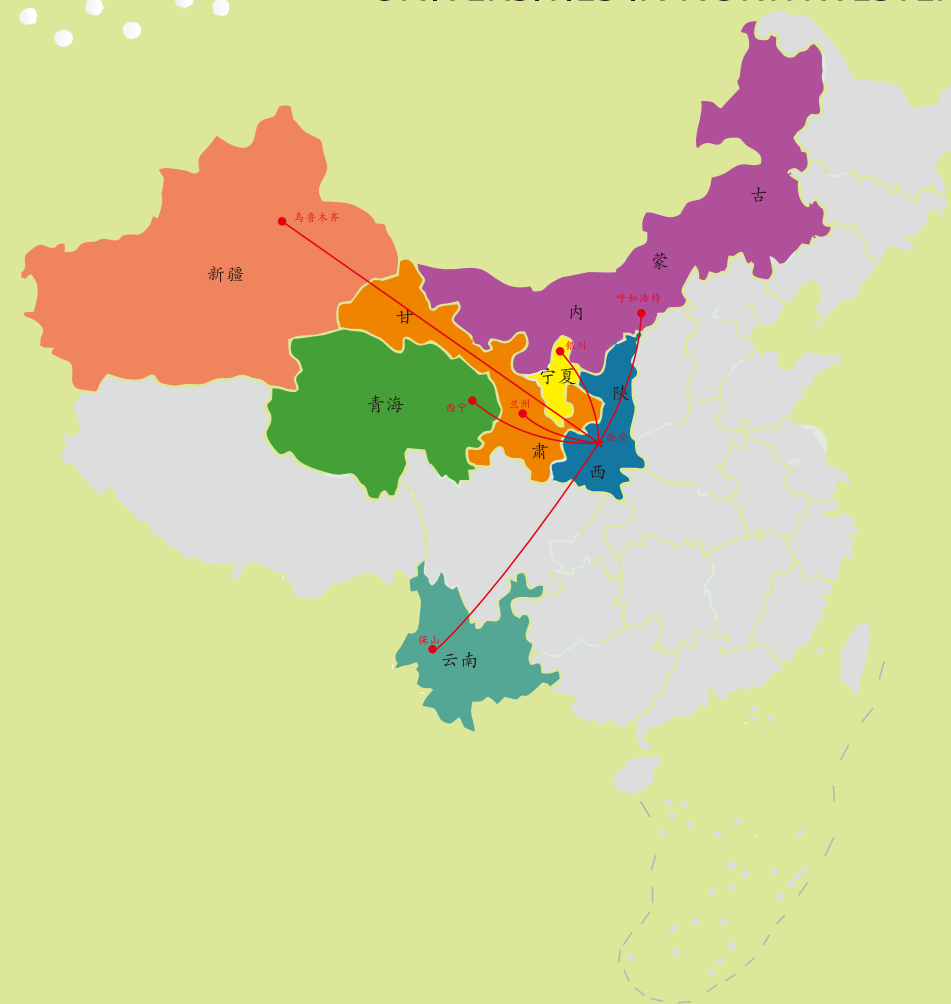 乌鲁木齐
新疆
古
蒙
内
呼和浩特
甘
银川
宁夏
陕
青海
西宁
兰州
西安
肃
西
保山
云南